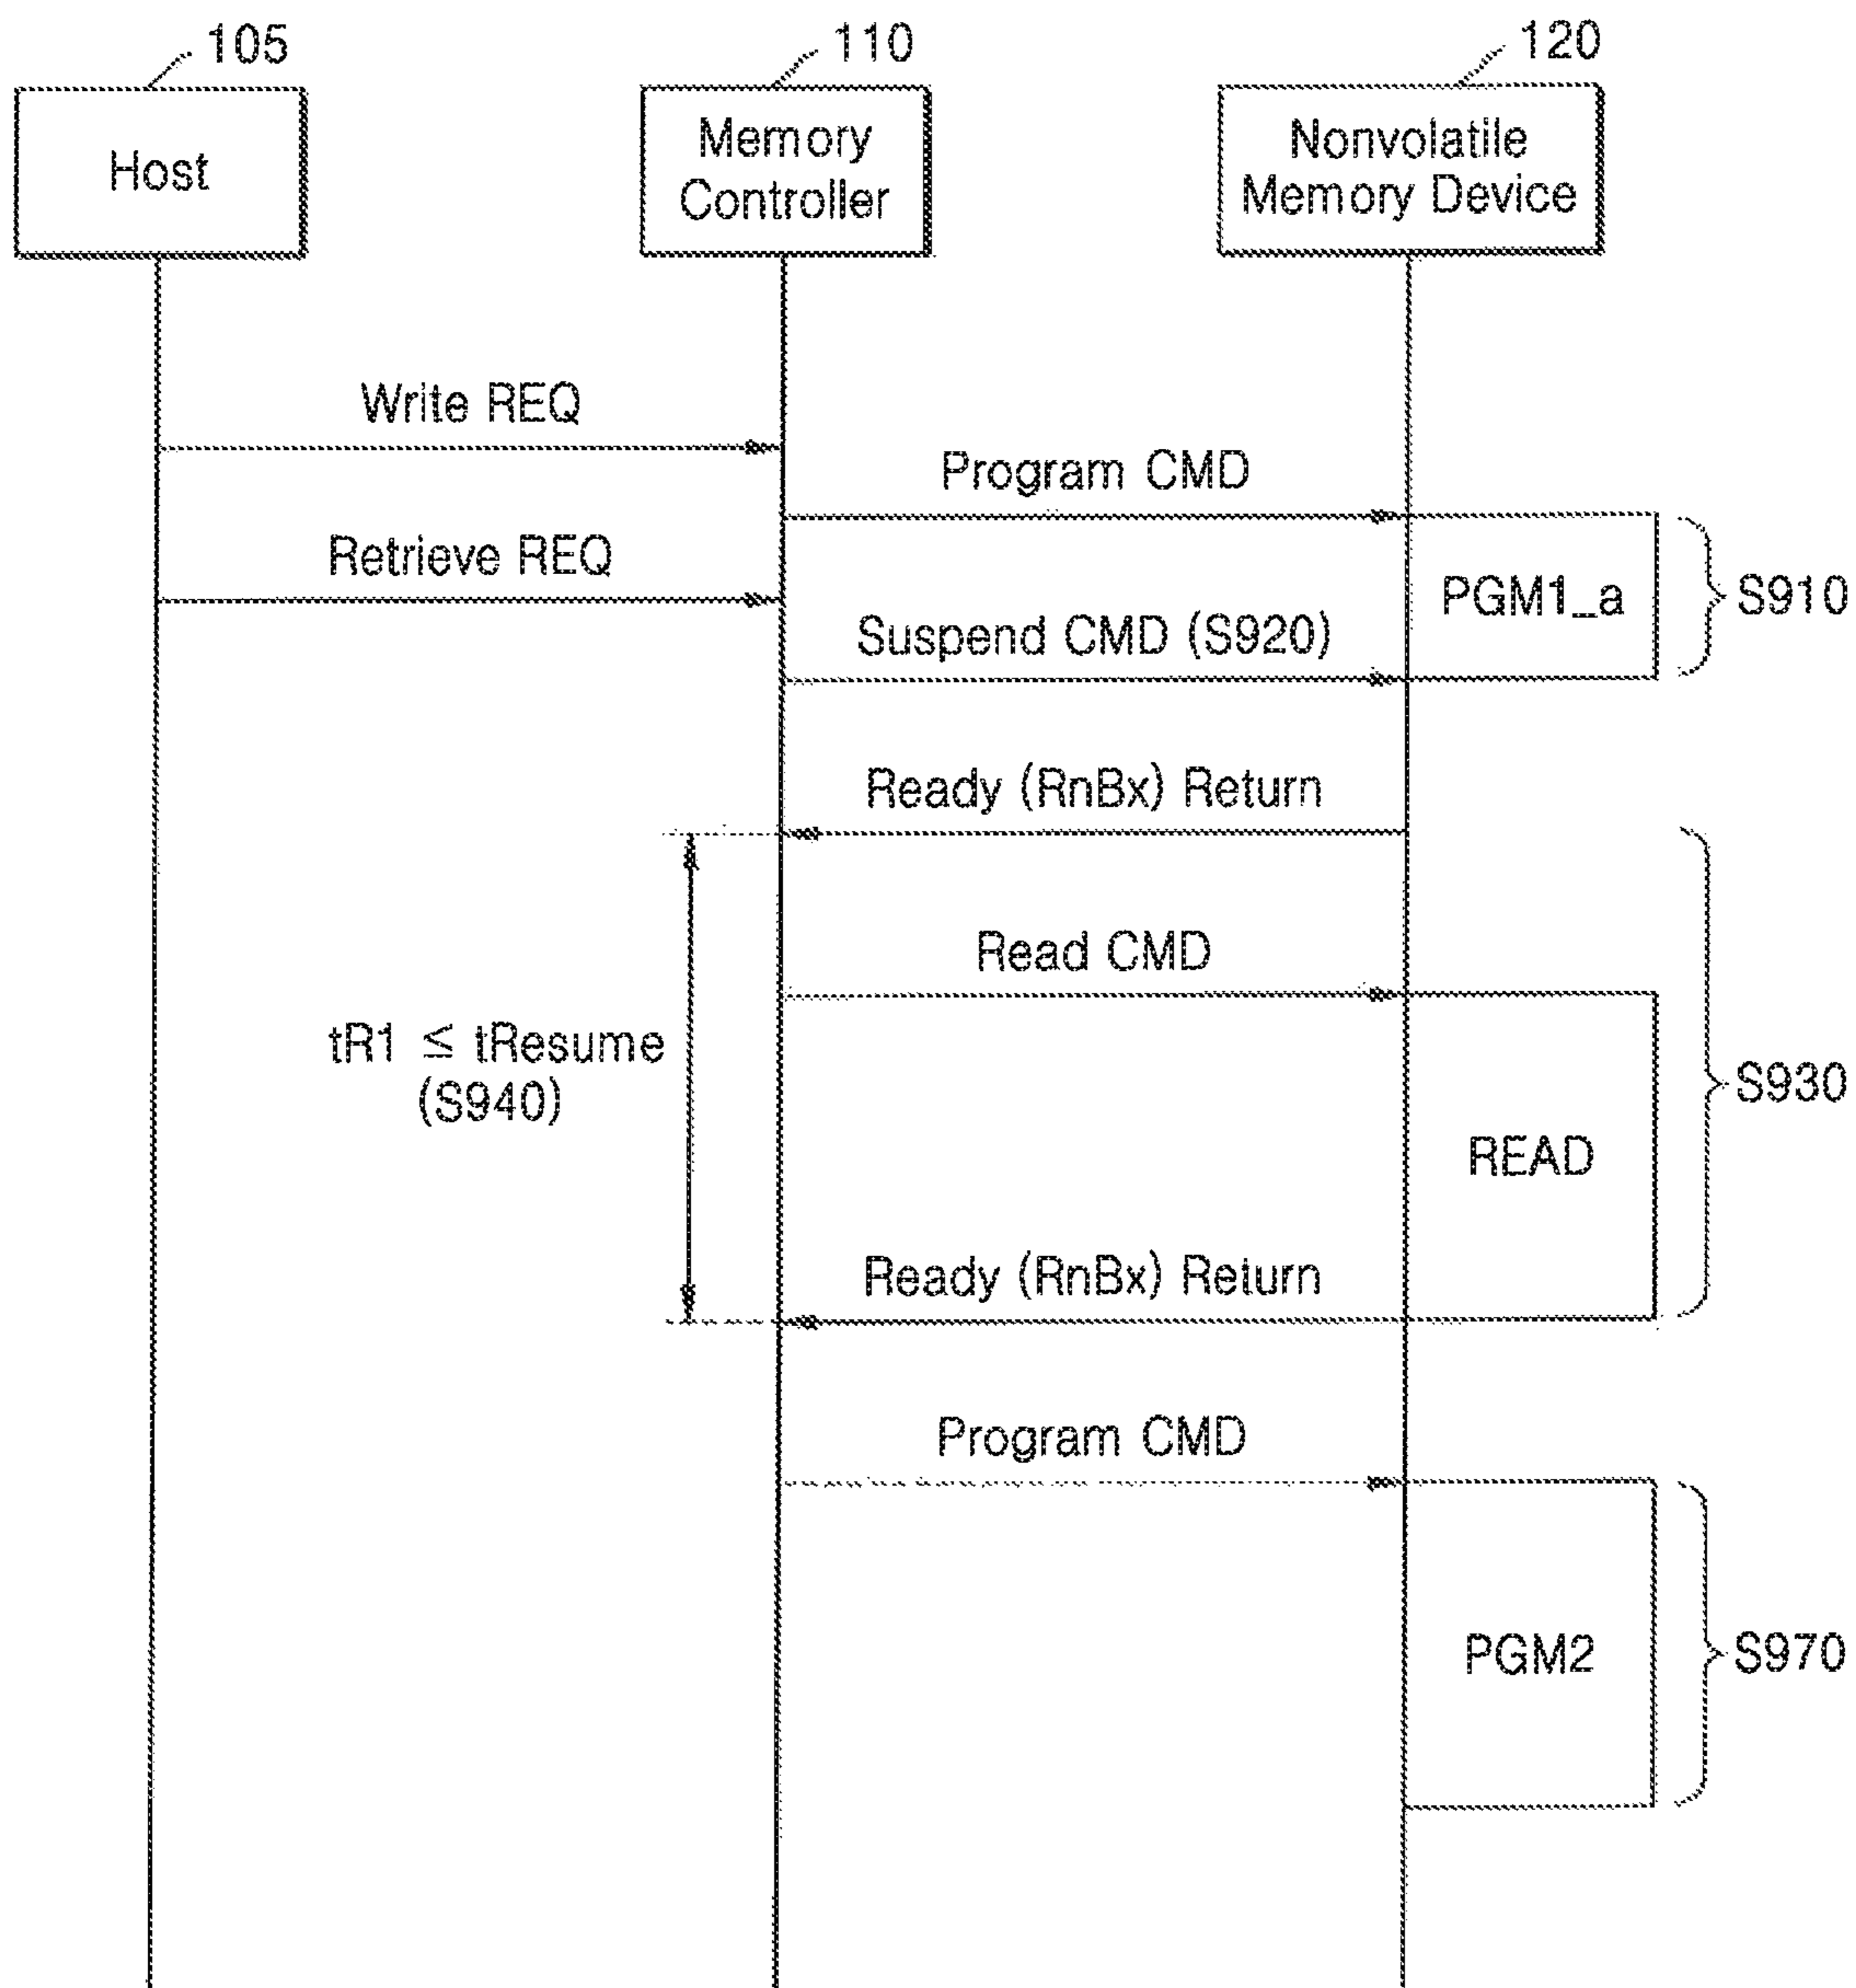 105
110
120
Host
Memory
Controller
Nonvolatile
Memory Device
Write REQ
Program CMD
Retrieve REQ
PGM1_a
S910
Suspend CMD (S920)
Ready (RnBx) Return
Read CMD
tR1 ≤ tResume
(S940)
S930
READ
Ready (RnBx) Return
Program CMD
PGM2
S970